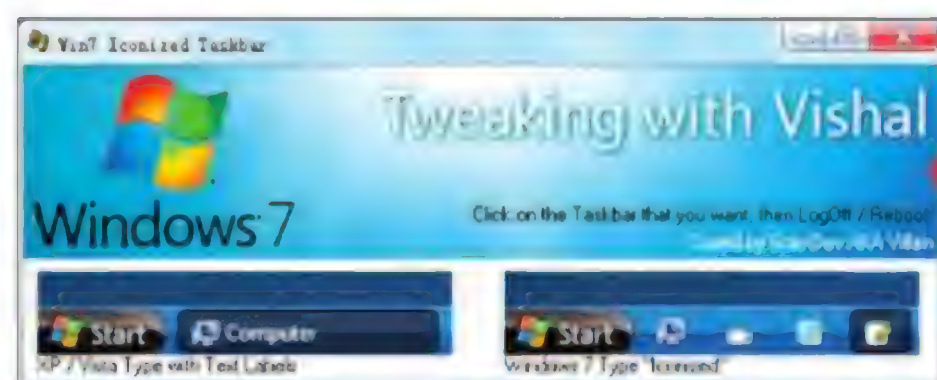 Win7 Iconized Taskbar
Tweaking with Vishal
Windows 7
Click on the Taskbar that you want, then LogOff / Reboot
Start Computer
Start
XP / Vista Type with Text Labels
Windows 7 Type "Iconized"